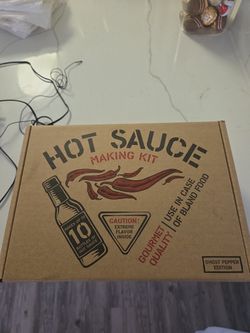 HOT SAUCE
MAKING KIT
10
CAUTION:
EXTREME
FLAVOR
INSIDE
GOURMET
QUALITY
USE IN CASE
OF BLAND FOOD
GHOST PEPPER
EDITION